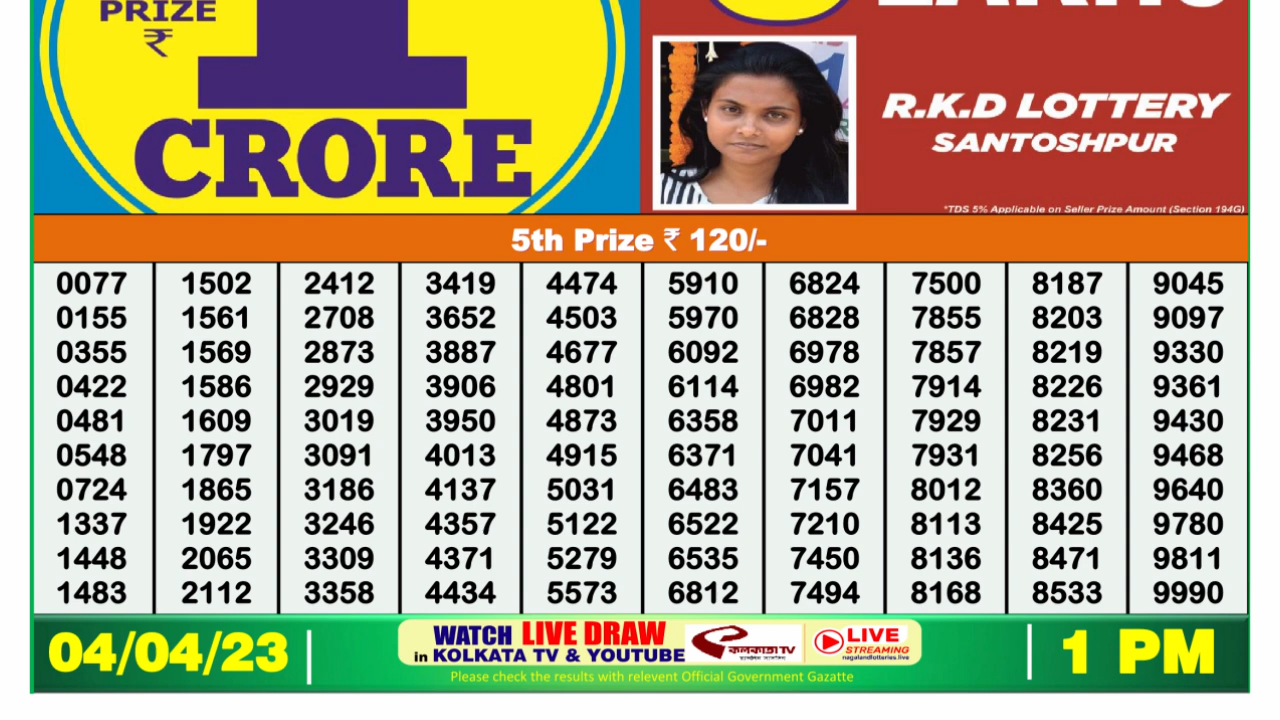 PRIZE
₹
1
CRORE
R.K.D LOTTERY
SANTOSHPUR
*TDS 5% Applicable on Seller Prize Amount (Section 194G)
5th Prize ₹ 120/-
0077 1502 2412 3419 4474 5910 6824 7500 8187 9045
0155 1561 2708 3652 4503 5970 6828 7855 8203 9097
0355 1569 2873 3887 4677 6092 6978 7857 8219 9330
0422 1586 2929 3906 4801 6114 6982 7914 8226 9361
0481 1609 3019 3950 4873 6358 7011 7929 8231 9430
0548 1797 3091 4013 4915 6371 7041 7931 8256 9468
0724 1865 3186 4137 5031 6483 7157 8012 8360 9640
1337 1922 3246 4357 5122 6522 7210 8113 8425 9780
1448 2065 3309 4371 5279 6535 7450 8136 8471 9811
1483 2112 3358 4434 5573 6812 7494 8168 8533 9990
04/04/23
WATCH LIVE DRAW
in KOLKATA TV & YOUTUBE
কলকাতা TV
LIVE
STREAMING
nagalandlotteries.live
Please check the results with relevent Official Government Gazatte
1 PM